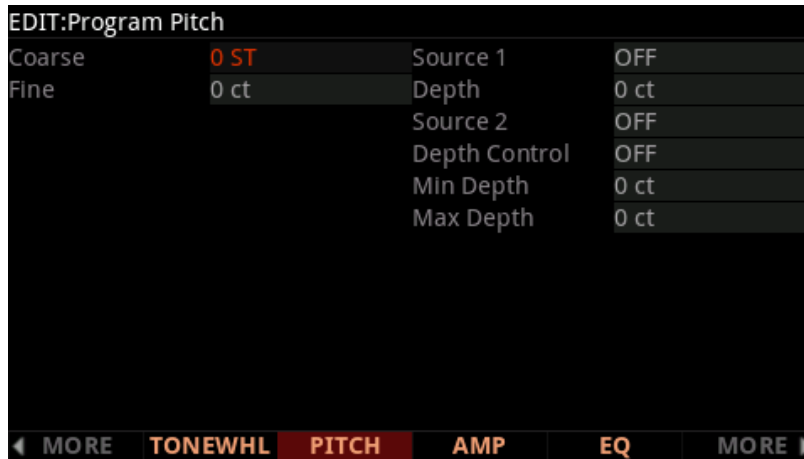 EDIT:Program Pitch
Coarse 0 ST Source 1 OFF
Fine 0 ct Depth 0 ct
Source 2 OFF
Depth Control OFF
Min Depth 0 ct
Max Depth 0 ct
MORE TONEWHL PITCH AMP EQ MORE